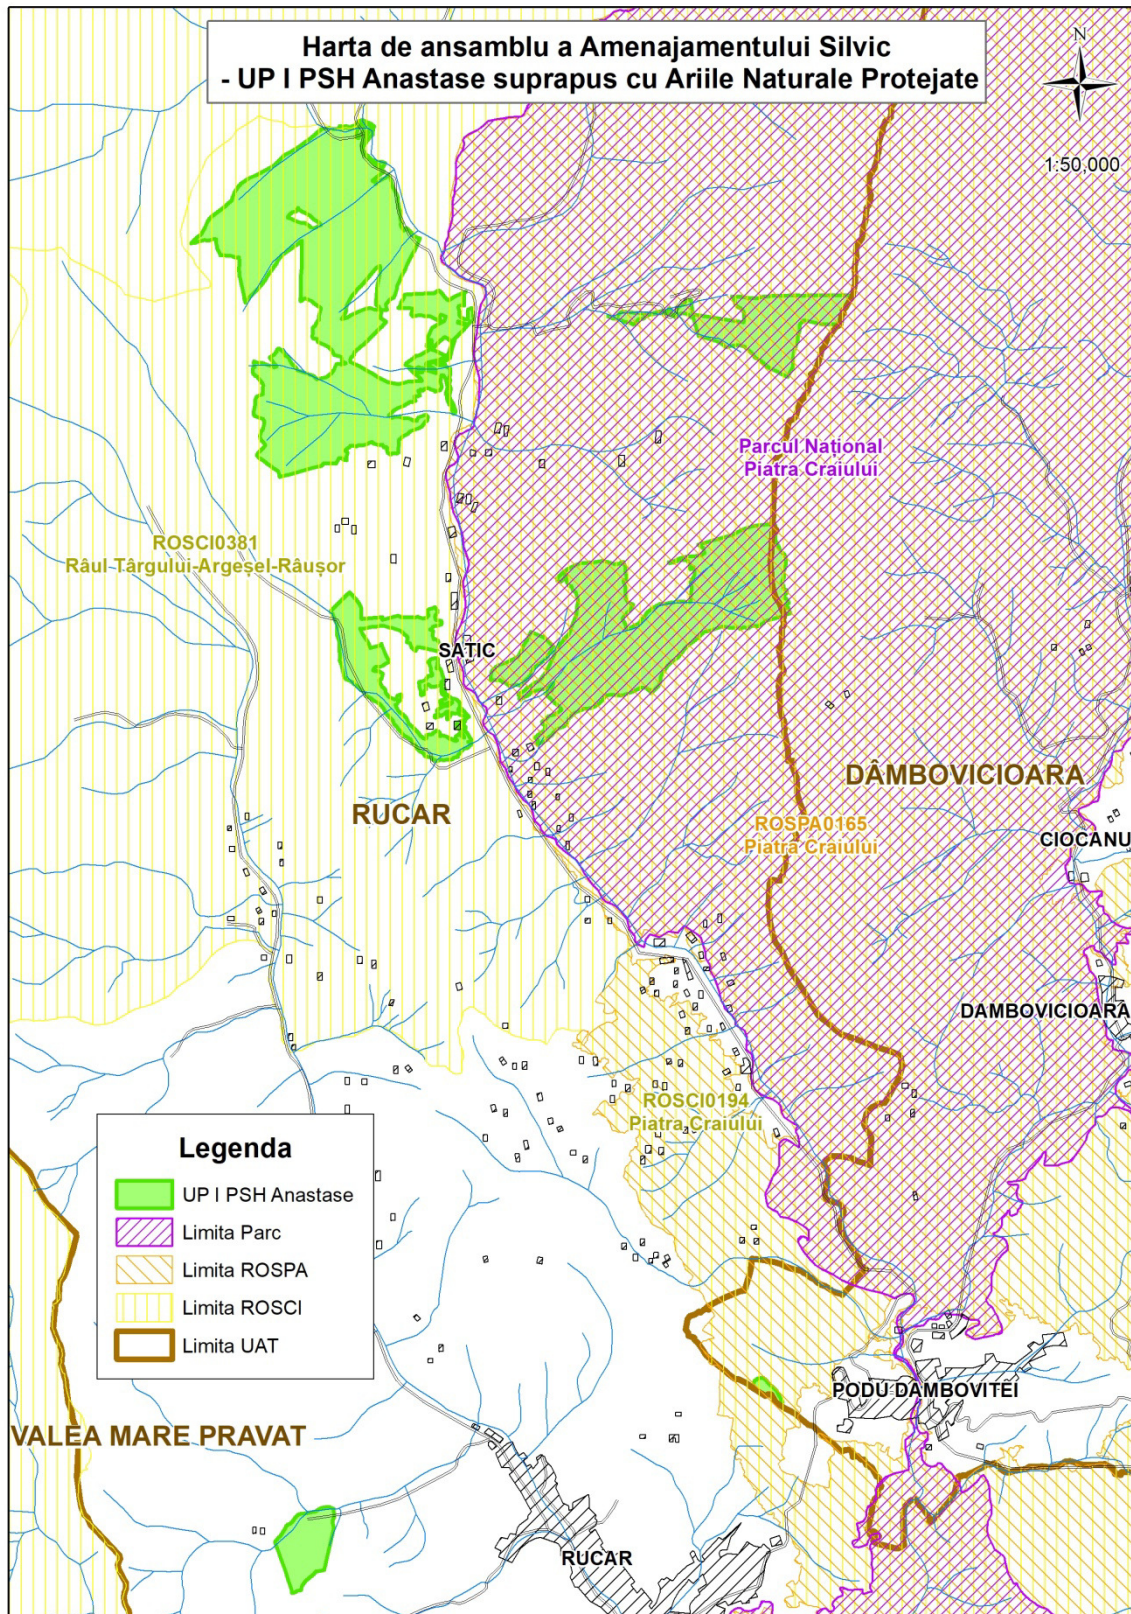 Harta de ansamblu a Amenajamentului Silvic
- UP I PSH Anastase suprapus cu Ariile Naturale Protejate
N
1:50,000
Parcul Național
Piatra Craiului
ROSCI0381
Râul Târgului-Argeșel-Râușor
SATIC
DÂMBOVICIOARA
RUCAR
ROSPA0165
Piatra Craiului
CIOCANU
DAMBOVICIOARA
ROSCI0194
Piatra Craiului
Legenda
UP I PSH Anastase
Limita Parc
Limita ROSPA
Limita ROSCI
Limita UAT
PODU DAMBOVITEI
VALEA MARE PRAVAT
RUCAR